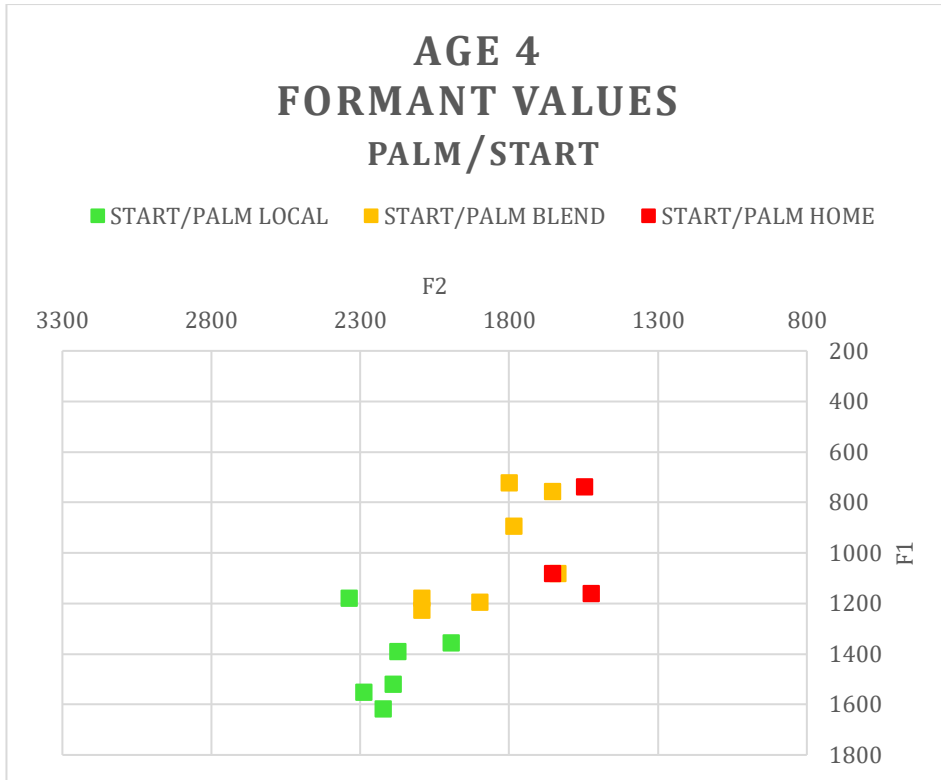 AGE 4
FORMANT VALUES
PALM/START
START/PALM LOCAL START/PALM BLEND START/PALM HOME
F2
3300 2800 2300 1800 1300 800
200
400
600
800
1000
1200
1400
1600
1800
F1